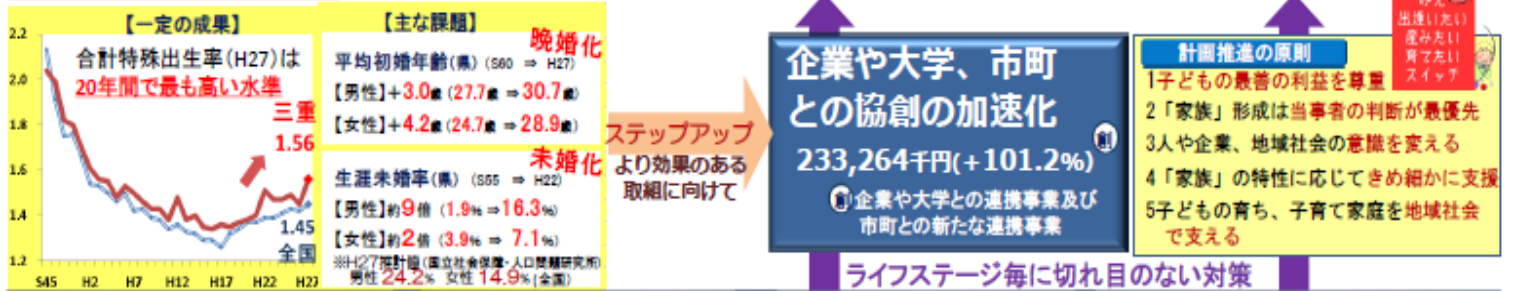 【一定の成果】
2.2
2.0
1.8
1.6
1.4
1.2
合計特殊出生率(H27)は
20年間で最も高い水準
三重
1.56
1.45
全国
S45 H2 H7 H12 H17 H22 H27
【主な課題】
晩婚化
平均初婚年齢(県) (S60 ⇒ H27)
【男性】+3.0歳 (27.7歳 ⇒30.7歳)
【女性】+4.2歳 (24.7歳 ⇒28.9歳)
未婚化
生涯未婚率(県) (S55 ⇒ H22)
【男性】約9倍 (1.9% ⇒16.3%)
【女性】約2倍 (3.9% ⇒ 7.1%)
※H27推計値(国立社会保障・人口問題研究所)
男性 24.2% 女性 14.9%(全国)
ステップアップ
より効果のある
取組に向けて
企業や大学、市町
との協創の加速化
233,264千円(+101.2%)
企業や大学との連携事業及び
市町との新たな連携事業
ライフステージ毎に切れ目のない対策
出逢いたい
産みたい
育てたい
スイッチ
計画推進の原則
1子どもの最善の利益を尊重
2「家族」形成は当事者の判断が最優先
3人や企業、地域社会の意識を変える
4「家族」の特性に応じてきめ細かに支援
5子どもの育ち、子育て家庭を地域社会
で支える